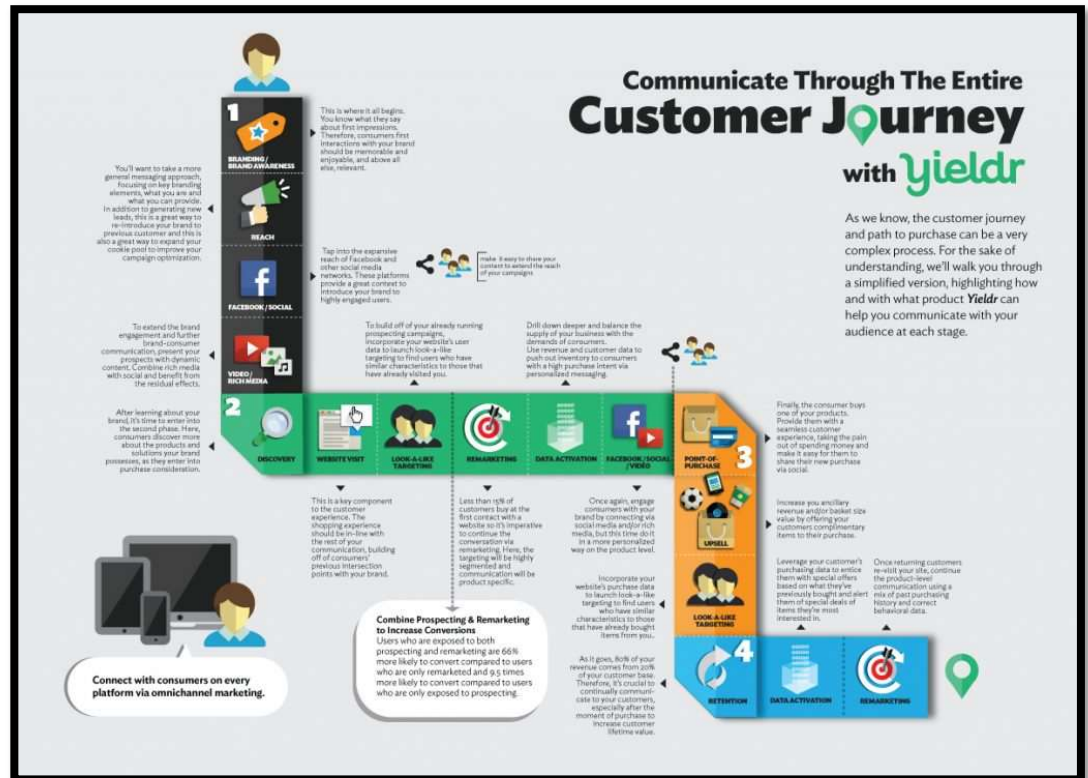 Communicate Through The Entire
Customer Journey
with yieldr
As we know, the customer journey
and path to purchase can be a very
complex process. For the sake of
understanding, we'll walk you through
a simplified version, highlighting how
and with what product Yieldr can
help you communicate with your
audience at each stage.
1
BRANDING /
BRAND AWARENESS
This is where it all begins.
You know what they say
about first impressions.
Therefore, consumers first
interactions with your brand
should be memorable and
enjoyable, and above all
else, relevant.
You'll want to take a more
general messaging approach,
focusing on key branding
elements, what you are and
what you can provide.
In addition to generating new
leads, this is a great way to
re-introduce your brand to
previous customer and this is
also a great way to expand your
cookie pool to improve your
campaign optimization.
REACH
FACEBOOK / SOCIAL
Tap into the expansive
reach of Facebook and
other social media
networks. These platforms
provide a great context to
introduce your brand to
highly engaged users.
make it easy to share your
content to extend the reach
of your campaigns
To extend the brand
engagement and further
brand-consumer
communication, present your
prospects with dynamic
content. Combine rich media
with social and benefit from
the residual effects.
VIDEO /
RICH MEDIA
2
DISCOVERY
After learning about your
brand, it's time to enter into
the second phase. Here,
consumers discover more
about the products and
solutions your brand
possesses, as they enter into
purchase consideration.
WEBSITE VISIT
This is a key component
to the customer
experience. The
shopping experience
should be in-line with
the rest of your
communication, building
off of consumers'
previous intersection
points with your brand.
To build off of your already running
prospecting campaigns,
incorporate your website's user
data to launch look-a-like
targeting to find users who have
similar characteristics to those that
have already visited you.
LOOK-A-LIKE
TARGETING
REMARKETING
Less than 15% of
customers buy at the
first contact with a
website so it's imperative
to continue the
conversation via
remarketing. Here, the
targeting will be highly
segmented and
communication will be
product specific.
Combine Prospecting & Remarketing
to Increase Conversions
Users who are exposed to both
prospecting and remarketing are 66%
more likely to convert compared to users
who are only remarketed and 9.5 times
more likely to convert compared to users
who are only exposed to prospecting.
Drill down deeper and balance the
supply of your business with the
demands of consumers.
Use revenue and customer data to
push out inventory to consumers
with a high purchase intent via
personalized messaging.
DATA ACTIVATION
FACEBOOK/SOCIAL
/VIDEO
Once again, engage
consumers with your
brand by connecting via
social media and/or rich
media, but this time do it
in a more personalized
way on the product level.
POINT-OF-
PURCHASE
3
Finally, the consumer buys
one of your products.
Provide them with a
seamless customer
experience, taking the pain
out of spending money and
make it easy for them to
share their new purchase
via social.
UPSELL
Increase you ancillary
revenue and/or basket size
value by offering your
customers complimentary
items to their purchase.
Incorporate your
website's purchase data
to launch look-a-like
targeting to find users
who have similar
characteristics to those
that have already bought
items from you..
LOOK-A-LIKE
TARGETING
4
RETENTION
As it goes, 80% of your
revenue comes from 20%
of your customer base.
Therefore, it's crucial to
continually communi-
cate to your customers,
especially after the
moment of purchase to
increase customer
lifetime value.
Leverage your customer's
purchasing data to entice
them with special offers
based on what they've
previously bought and alert
them of special deals of
items they're most
interested in.
DATA ACTIVATION
Once returning customers
re-visit your site, continue
the product-level
communication using a
mix of past purchasing
history and correct
behavioral data.
REMARKETING
Connect with consumers on every
platform via omnichannel marketing.